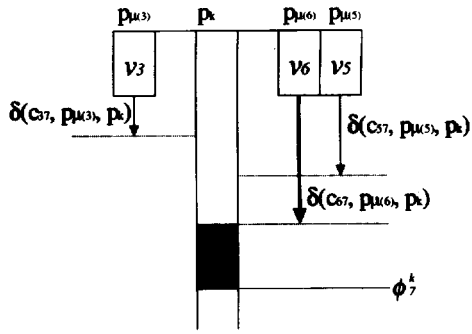 pμ(3) pk pμ(6) pμ(5)
v3 v6 v5
δ(c37, pμ(3), pk)
δ(c57, pμ(5), pk)
δ(c67, pμ(6), pk)
ϕ7k